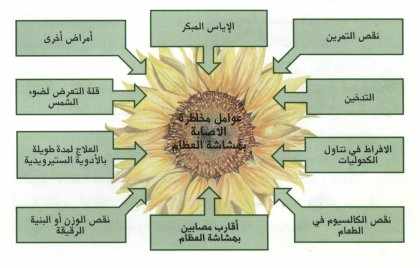 نقص التمرين
الإياس المبكر
أمراض أخرى
التدخين
قلة التعرض لضوء
الشمس
عوامل مخاطرة
الاصابة
بهشاشة العظام
الافراط في تناول
الكحوليات
العلاج لمدة طويلة
بالأدوية الستيرويدية
نقص الكالسيوم في
الطعام
أقارب مصابين
بهشاشة العظام
نقص الوزن أو البنية
الرقيقة